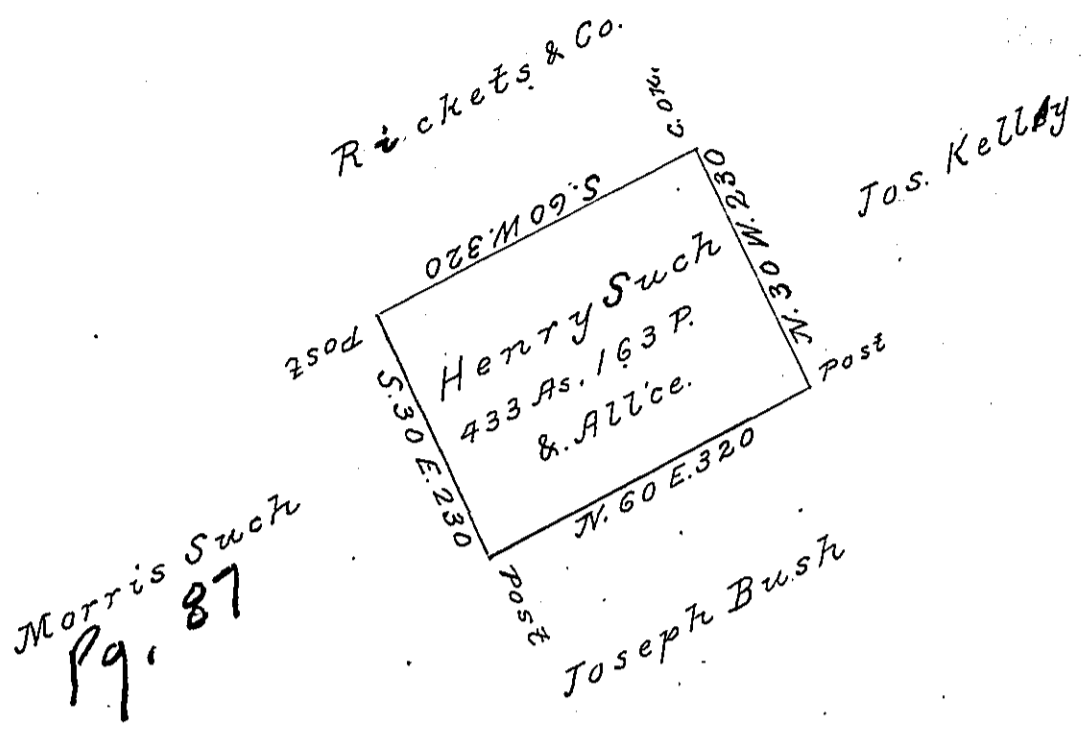 Rickets & Co.
C. Ok.
Jos. Kelly
S. 60 W. 320
N. 30 W. 230
Henry Such
433 As. 163 P.
& All'ce.
Post
Post
S. 30 E. 230
N. 60 E. 320
Morris Such
Pg. 87
Post
Joseph Bush